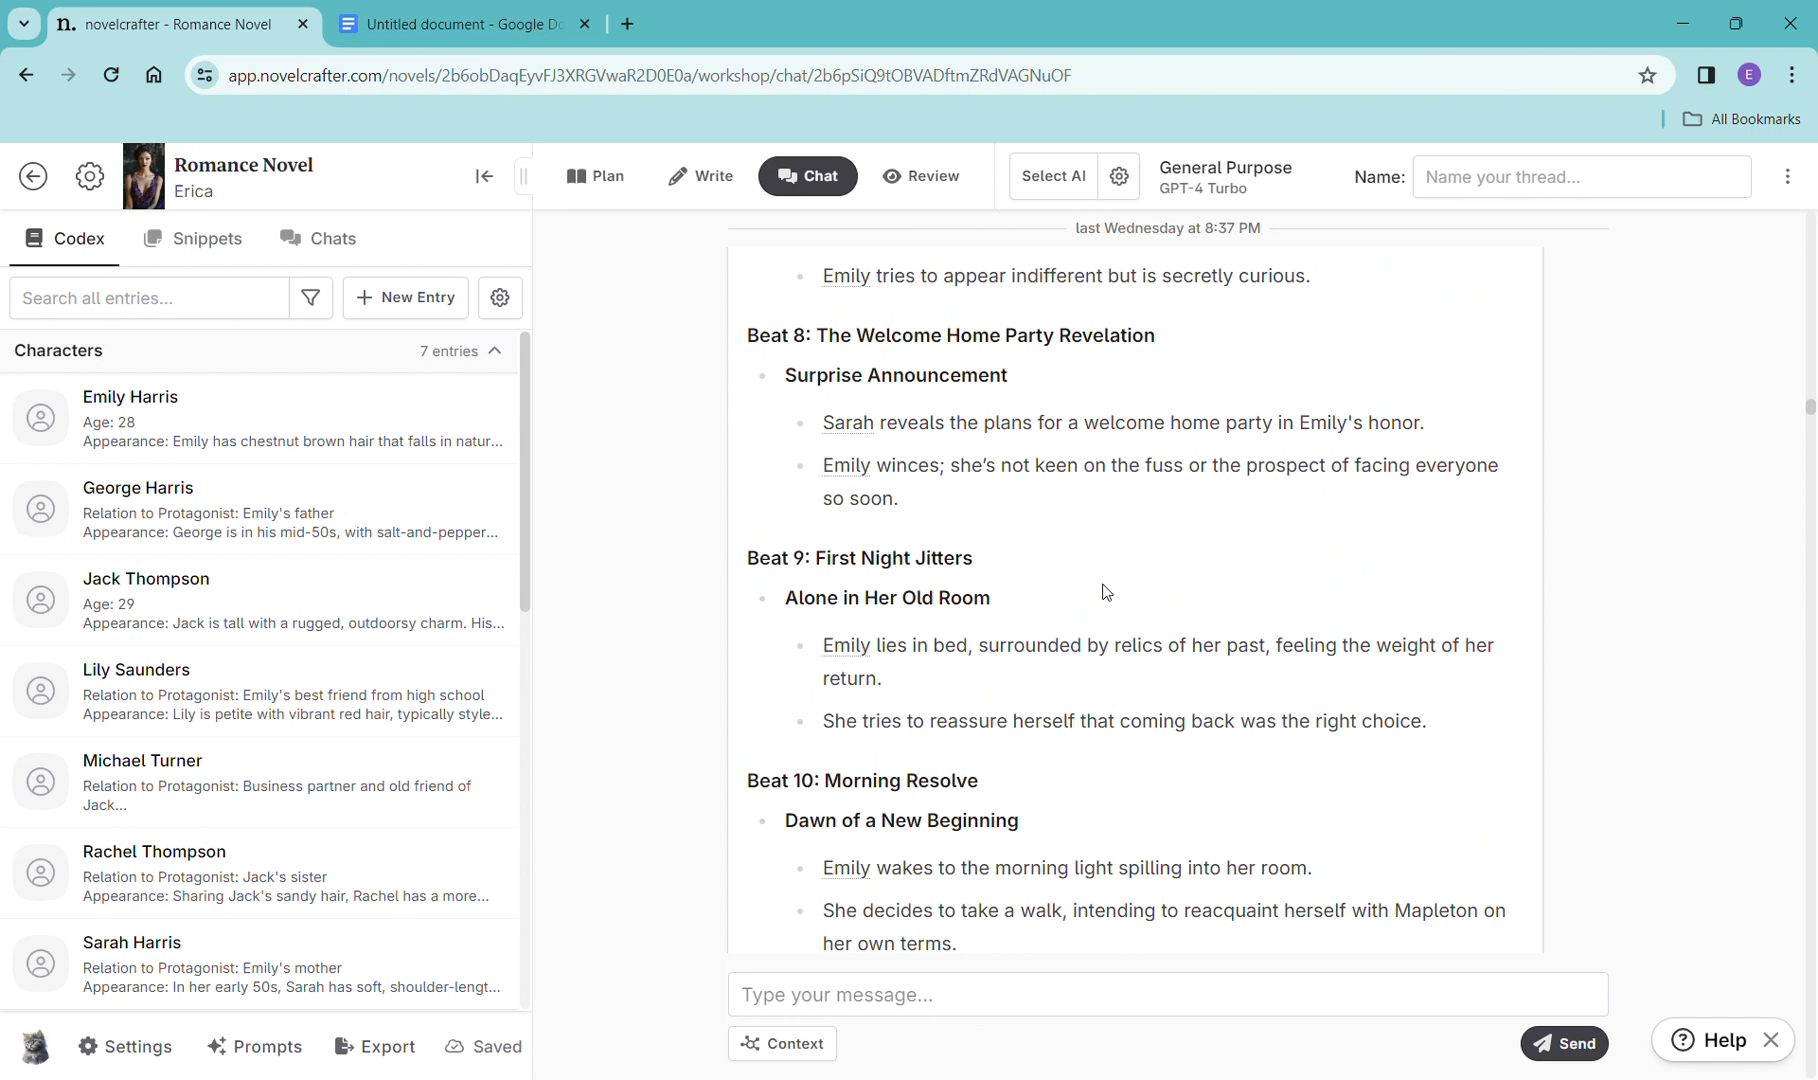 n. novelcrafter - Romance Novel
Untitled document - Google Do
app.novelcrafter.com/novels/2b6obDaqEyvFJ3XRGVwaR2D0E0a/workshop/chat/2b6pSiQ9tOBVADftmZRdVAGNuOF
E
All Bookmarks
Romance Novel
Erica
Plan
Write
Chat
Review
Select AI
General Purpose
GPT-4 Turbo
Name:
Name your thread...
Codex
Snippets
Chats
Search all entries...
New Entry
Characters
7 entries
Emily Harris
Age: 28
Appearance: Emily has chestnut brown hair that falls in natur...
George Harris
Relation to Protagonist: Emily's father
Appearance: George is in his mid-50s, with salt-and-pepper...
Jack Thompson
Age: 29
Appearance: Jack is tall with a rugged, outdoorsy charm. His...
Lily Saunders
Relation to Protagonist: Emily's best friend from high school
Appearance: Lily is petite with vibrant red hair, typically style...
Michael Turner
Relation to Protagonist: Business partner and old friend of
Jack...
Rachel Thompson
Relation to Protagonist: Jack's sister
Appearance: Sharing Jack's sandy hair, Rachel has a more...
Sarah Harris
Relation to Protagonist: Emily's mother
Appearance: In her early 50s, Sarah has soft, shoulder-lengt...
Settings
Prompts
Export
Saved
last Wednesday at 8:37 PM
Emily tries to appear indifferent but is secretly curious.
Beat 8: The Welcome Home Party Revelation
Surprise Announcement
Sarah reveals the plans for a welcome home party in Emily's honor.
Emily winces; she's not keen on the fuss or the prospect of facing everyone
so soon.
Beat 9: First Night Jitters
Alone in Her Old Room
Emily lies in bed, surrounded by relics of her past, feeling the weight of her
return.
She tries to reassure herself that coming back was the right choice.
Beat 10: Morning Resolve
Dawn of a New Beginning
Emily wakes to the morning light spilling into her room.
She decides to take a walk, intending to reacquaint herself with Mapleton on
her own terms.
Type your message...
Context
Send
Help